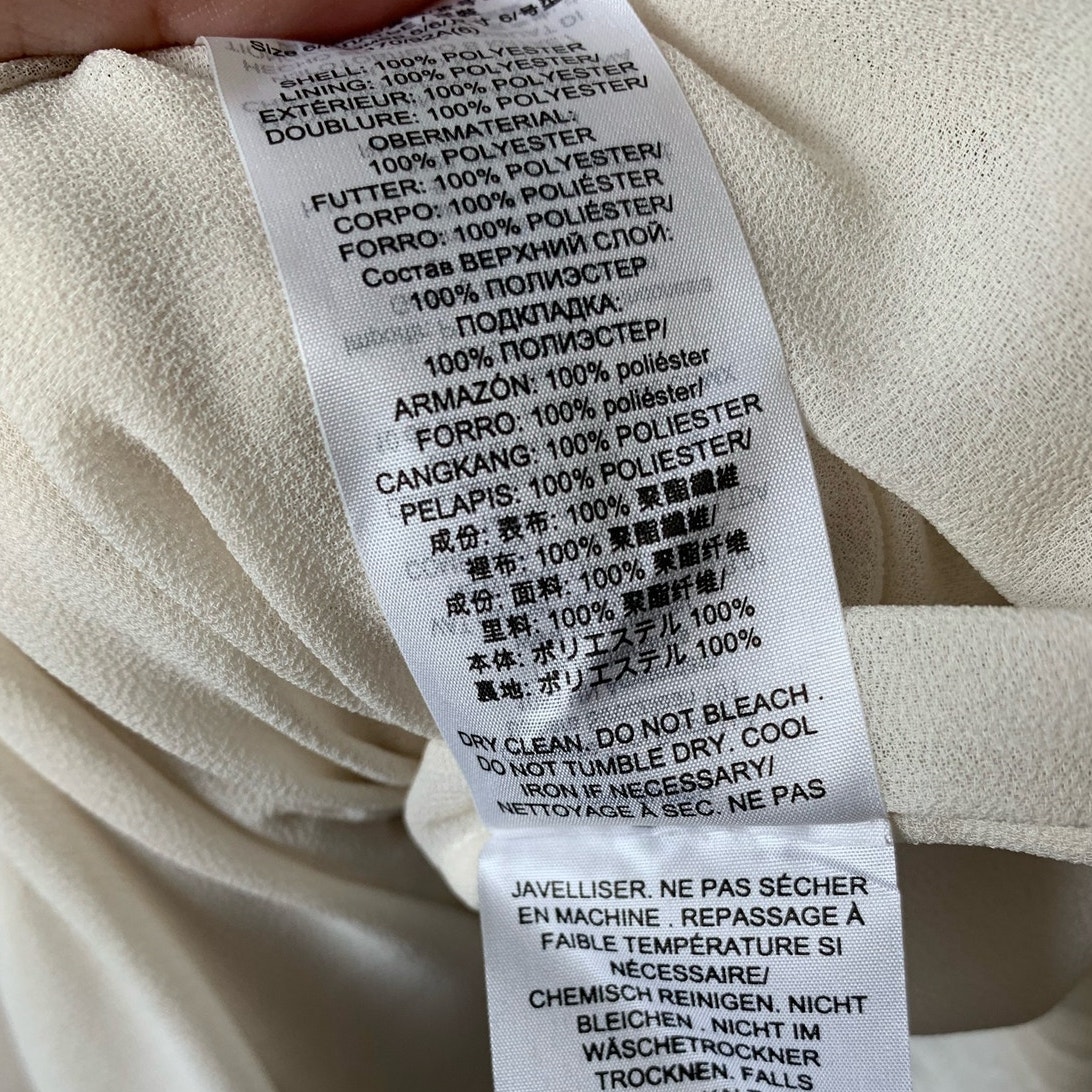 SHELL: 100% POLYESTER
LINING: 100% POLYESTER/
EXTÉRIEUR: 100% POLYESTER
DOUBLURE: 100% POLYESTER/
OBERMATERIAL:
100% POLYESTER
FUTTER: 100% POLYESTER/
CORPO: 100% POLIÉSTER
FORRO: 100% POLIÉSTER/
Состав ВЕРХНИЙ СЛОЙ:
100% ПОЛИЭСТЕР
ПОДКЛАДКА:
100% ПОЛИЭСТЕР/
ARMAZÓN: 100% poliéster
FORRO: 100% poliéster/
CANGKANG: 100% POLIESTER
PELAPIS: 100% POLIESTER/
成份: 表布: 100% 聚酯纖維
裡布: 100% 聚酯纖維/
成份: 面料: 100% 聚酯纤维
里料: 100% 聚酯纤维/
本体: ポリエステル 100%
裏地: ポリエステル 100%
DRY CLEAN. DO NOT BLEACH .
DO NOT TUMBLE DRY. COOL
IRON IF NECESSARY/
NETTOYAGE À SEC. NE PAS
JAVELLISER. NE PAS SÉCHER
EN MACHINE . REPASSAGE À
FAIBLE TEMPÉRATURE SI
NÉCESSAIRE/
CHEMISCH REINIGEN. NICHT
BLEICHEN . NICHT IM
WÄSCHETROCKNER
TROCKNEN. FALLS